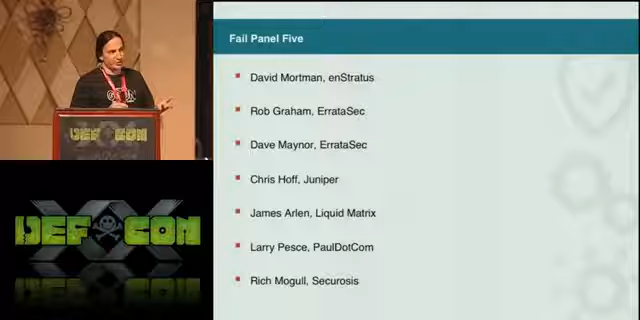 Fail Panel Five
David Mortman, enStratus
Rob Graham, ErrataSec
Dave Maynor, ErrataSec
Chris Hoff, Juniper
James Arlen, Liquid Matrix
Larry Pesce, PaulDotCom
Rich Mogull, Securosis
DEF CON
DEF CON
XX